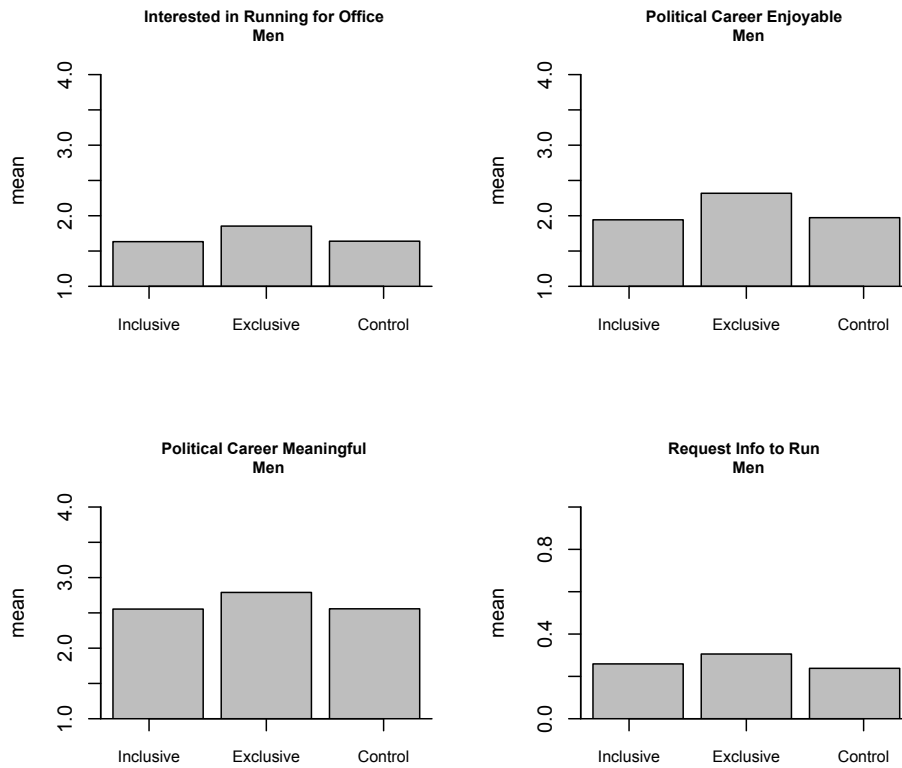 Interested in Running for Office
Men
mean
4.0
3.0
2.0
1.0
Inclusive Exclusive Control
Political Career Enjoyable
Men
mean
4.0
3.0
2.0
1.0
Inclusive Exclusive Control
Political Career Meaningful
Men
mean
4.0
3.0
2.0
1.0
Inclusive Exclusive Control
Request Info to Run
Men
mean
0.8
0.4
0.0
Inclusive Exclusive Control